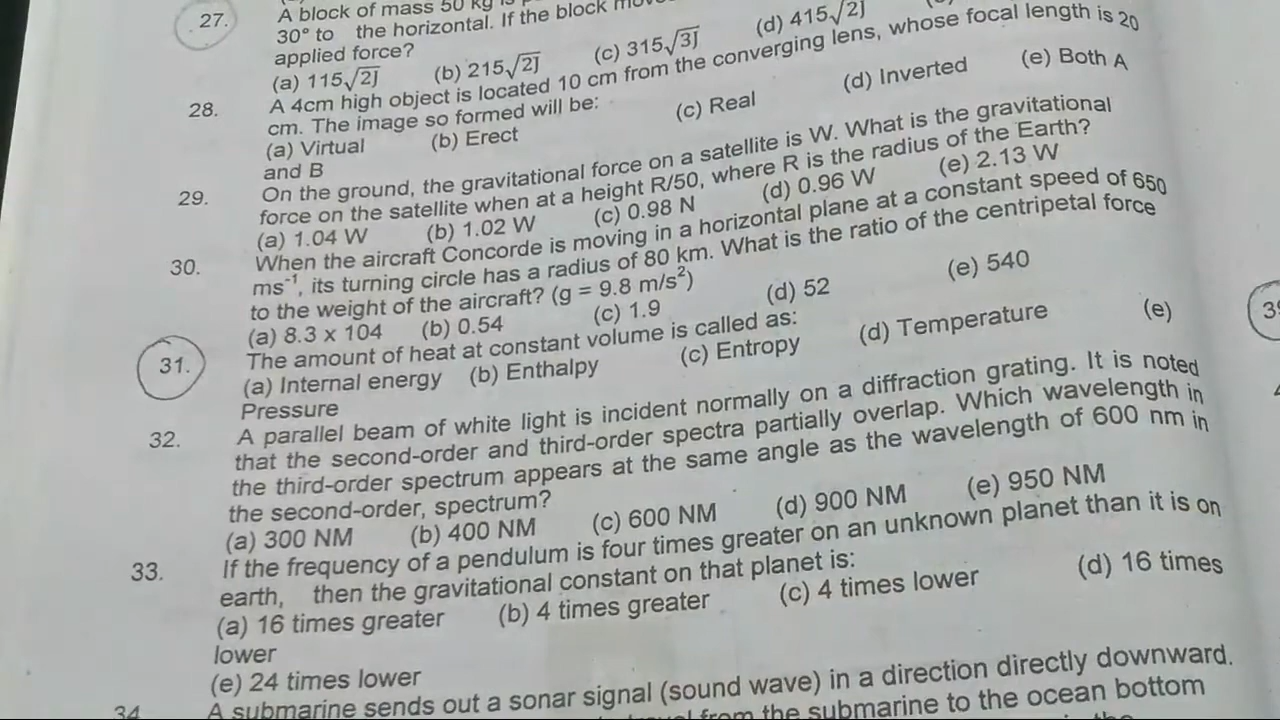 27. A block of mass 50 kg is
30° to the horizontal. If the block
applied force?
(a) 115√2J (b) 215√2J (c) 315√3J (d) 415√2J
28. A 4cm high object is located 10 cm from the converging lens, whose focal length is 20
cm. The image so formed will be:
(a) Virtual (b) Erect (c) Real (d) Inverted (e) Both A
and B
29. On the ground, the gravitational force on a satellite is W. What is the gravitational
force on the satellite when at a height R/50, where R is the radius of the Earth?
(a) 1.04 W (b) 1.02 W (c) 0.98 N (d) 0.96 W (e) 2.13 W
30. When the aircraft Concorde is moving in a horizontal plane at a constant speed of 650
ms⁻¹, its turning circle has a radius of 80 km. What is the ratio of the centripetal force
to the weight of the aircraft? (g = 9.8 m/s²)
(a) 8.3 x 104 (b) 0.54 (c) 1.9 (d) 52 (e) 540
31. The amount of heat at constant volume is called as:
(a) Internal energy (b) Enthalpy (c) Entropy (d) Temperature (e)
Pressure
32. A parallel beam of white light is incident normally on a diffraction grating. It is noted
that the second-order and third-order spectra partially overlap. Which wavelength in
the third-order spectrum appears at the same angle as the wavelength of 600 nm in
the second-order, spectrum?
(a) 300 NM (b) 400 NM (c) 600 NM (d) 900 NM (e) 950 NM
33. If the frequency of a pendulum is four times greater on an unknown planet than it is on
earth, then the gravitational constant on that planet is:
(a) 16 times greater (b) 4 times greater (c) 4 times lower (d) 16 times
lower
(e) 24 times lower
34 A submarine sends out a sonar signal (sound wave) in a direction directly downward.
from the submarine to the ocean bottom